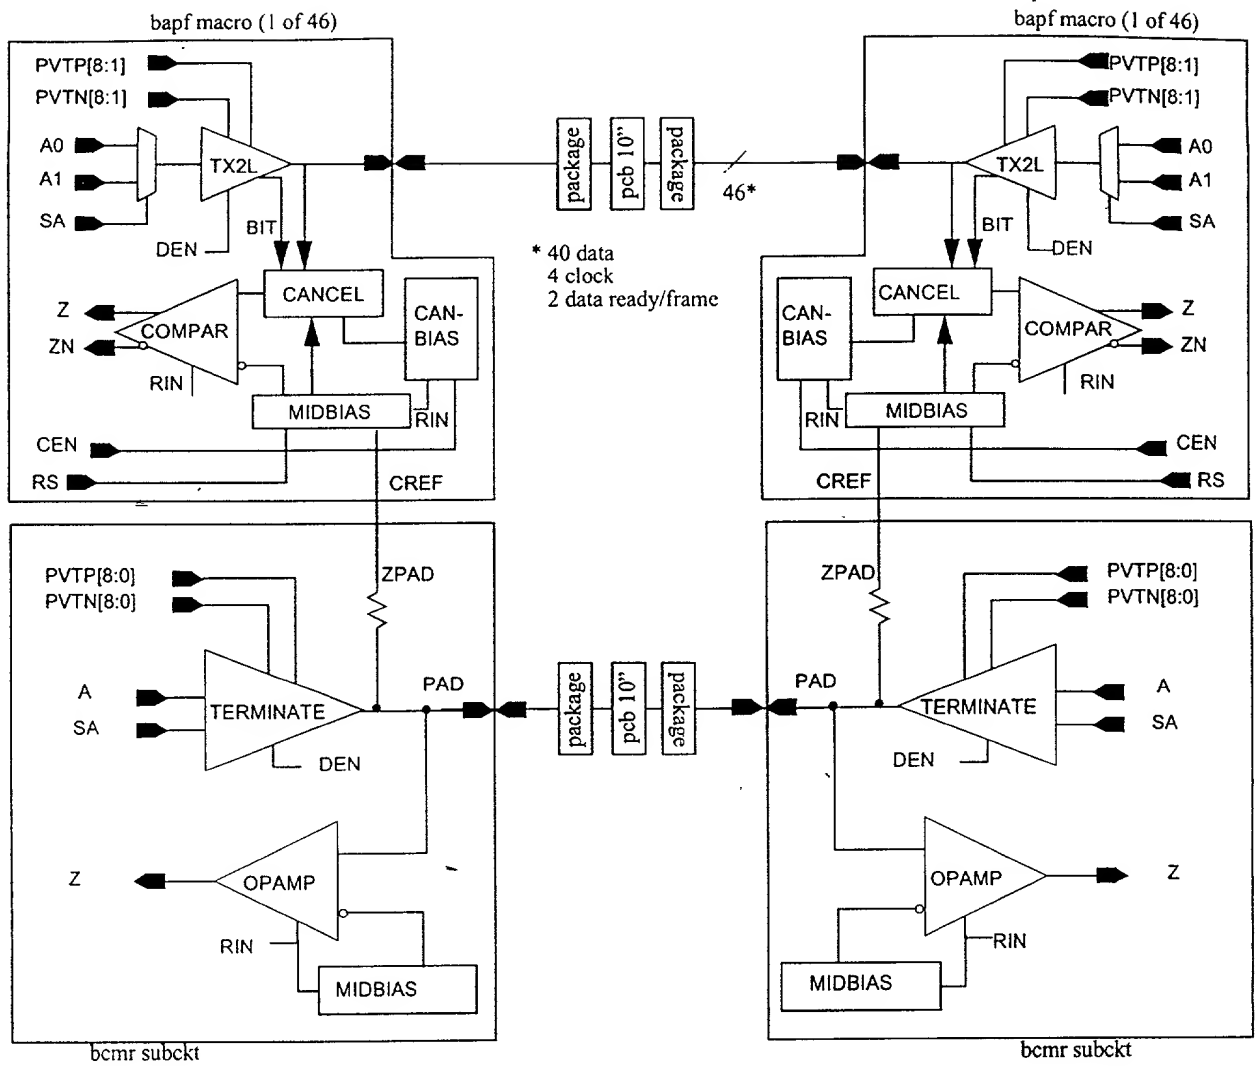 bapf macro (1 of 46)
bapf macro (1 of 46)
PVTP[8:1]
PVTN[8:1]
A0
A1
SA
TX2L
DEN
BIT
CANCEL
CAN-
BIAS
COMPAR
Z
ZN
RIN
MIDBIAS
RIN
CEN
RS
CREF
package
pcb 10"
package
46*
* 40 data
4 clock
2 data ready/frame
PVTP[8:1]
PVTN[8:1]
A0
A1
SA
TX2L
DEN
BIT
CANCEL
CAN-
BIAS
COMPAR
Z
ZN
RIN
MIDBIAS
RIN
CEN
RS
CREF
PVTP[8:0]
PVTN[8:0]
ZPAD
A
SA
TERMINATE
PAD
DEN
Z
OPAMP
RIN
MIDBIAS
bcmr subckt
package
pcb 10"
package
ZPAD
PVTP[8:0]
PVTN[8:0]
PAD
TERMINATE
A
SA
DEN
OPAMP
Z
RIN
MIDBIAS
bcmr subckt